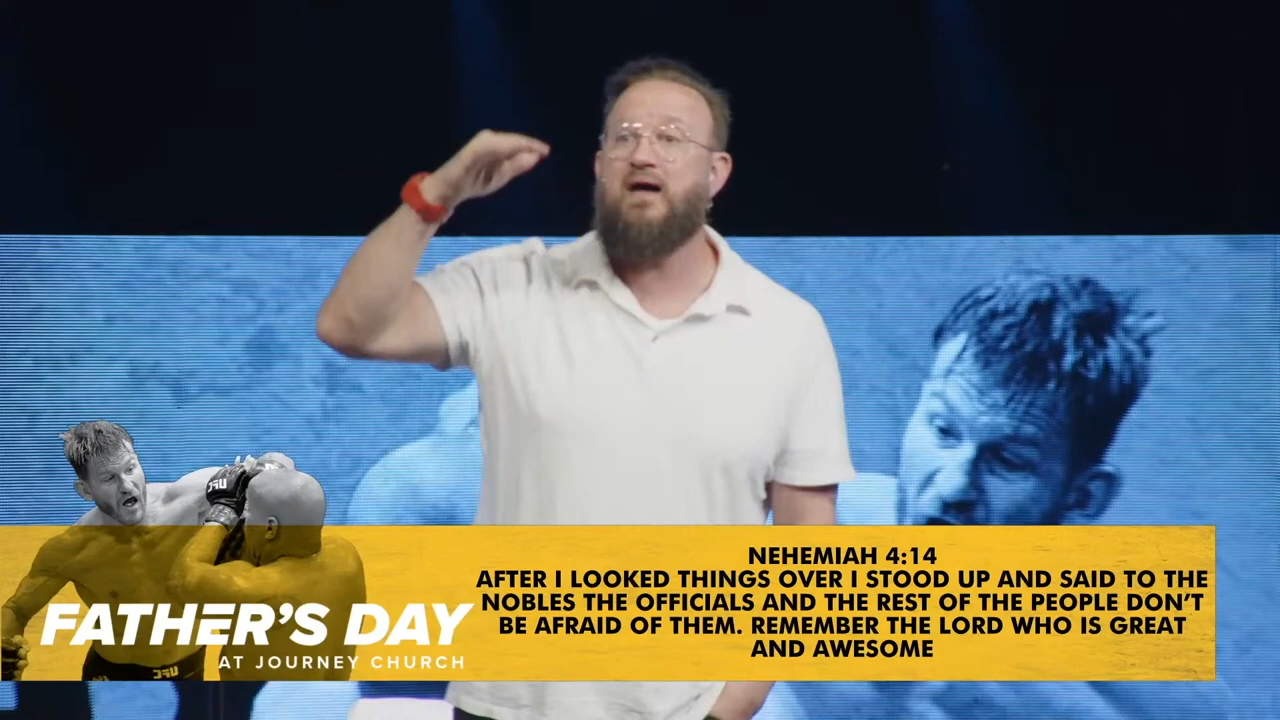 NEHEMIAH 4:14
AFTER I LOOKED THINGS OVER I STOOD UP AND SAID TO THE
NOBLES THE OFFICIALS AND THE REST OF THE PEOPLE DON'T
BE AFRAID OF THEM. REMEMBER THE LORD WHO IS GREAT
AND AWESOME
FATHER'S DAY
AT JOURNEY CHURCH